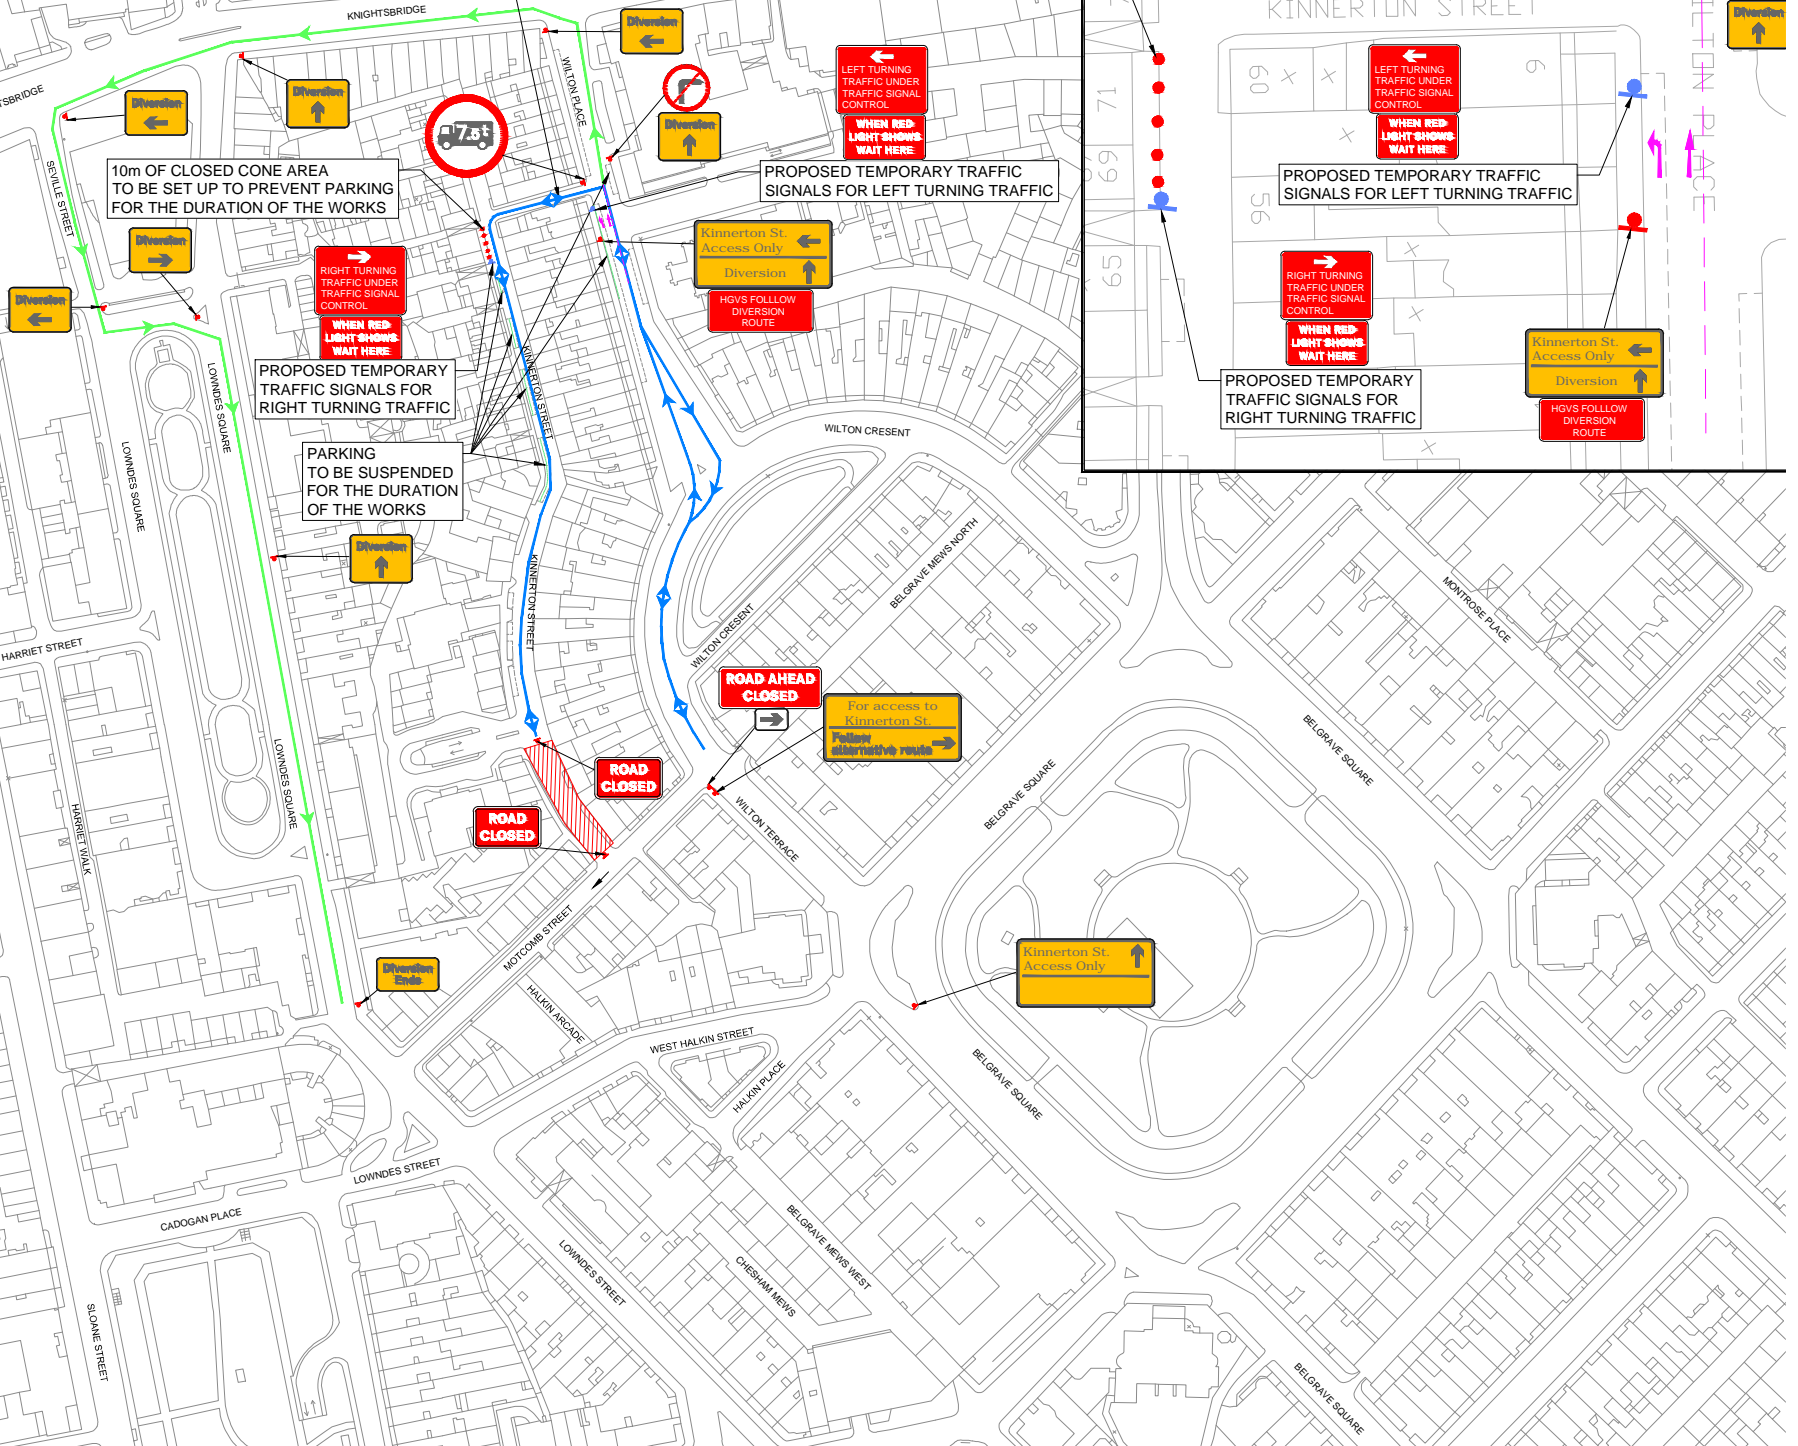 KNIGHTSBRIDGE
Diversion
WILTON PLACE
TSBRIDGE
Diversion
Diversion
7.5t
Diversion
LEFT TURNING
TRAFFIC UNDER
TRAFFIC SIGNAL
CONTROL
WHEN RED
LIGHT SHOWS
WAIT HERE
SEVILLE STREET
10m OF CLOSED CONE AREA
TO BE SET UP TO PREVENT PARKING
FOR THE DURATION OF THE WORKS
PROPOSED TEMPORARY TRAFFIC
SIGNALS FOR LEFT TURNING TRAFFIC
Diversion
Diversion
RIGHT TURNING
TRAFFIC UNDER
TRAFFIC SIGNAL
CONTROL
WHEN RED
LIGHT SHOWS
WAIT HERE
Kinnerton St.
Access Only
Diversion
HGVS FOLLLOW
DIVERSION
ROUTE
PROPOSED TEMPORARY
TRAFFIC SIGNALS FOR
RIGHT TURNING TRAFFIC
KINNERTON STREET
LOWNDES SQUARE
LOWNDES SQUARE
PARKING
TO BE SUSPENDED
FOR THE DURATION
OF THE WORKS
WILTON CRESENT
Diversion
KINNERTON STREET
BELGRAVE MEWS NORTH
WILTON CRESENT
MONTROSE PLACE
HARRIET STREET
ROAD AHEAD
CLOSED
For access to
Kinnerton St.
Follow
alternative route
ROAD
CLOSED
ROAD
CLOSED
LOWNDES SQUARE
HARRIET WALK
WILTON TERRACE
BELGRAVE SQUARE
BELGRAVE SQUARE
MOTCOMB STREET
Diversion
Ends
HALKIN ARCADE
Kinnerton St.
Access Only
WEST HALKIN STREET
HALKIN PLACE
BELGRAVE SQUARE
LOWNDES STREET
CADOGAN PLACE
LOWNDES STREET
BELGRAVE MEWS WEST
CHESHAM MEWS
SLOANE STREET
BELGRAVE SQUARE
KINNERTON STREET
Diversion
LTON PLACE
71
69
65
60
56
6
LEFT TURNING
TRAFFIC UNDER
TRAFFIC SIGNAL
CONTROL
WHEN RED
LIGHT SHOWS
WAIT HERE
PROPOSED TEMPORARY TRAFFIC
SIGNALS FOR LEFT TURNING TRAFFIC
RIGHT TURNING
TRAFFIC UNDER
TRAFFIC SIGNAL
CONTROL
WHEN RED
LIGHT SHOWS
WAIT HERE
PROPOSED TEMPORARY
TRAFFIC SIGNALS FOR
RIGHT TURNING TRAFFIC
Kinnerton St.
Access Only
Diversion
HGVS FOLLLOW
DIVERSION
ROUTE